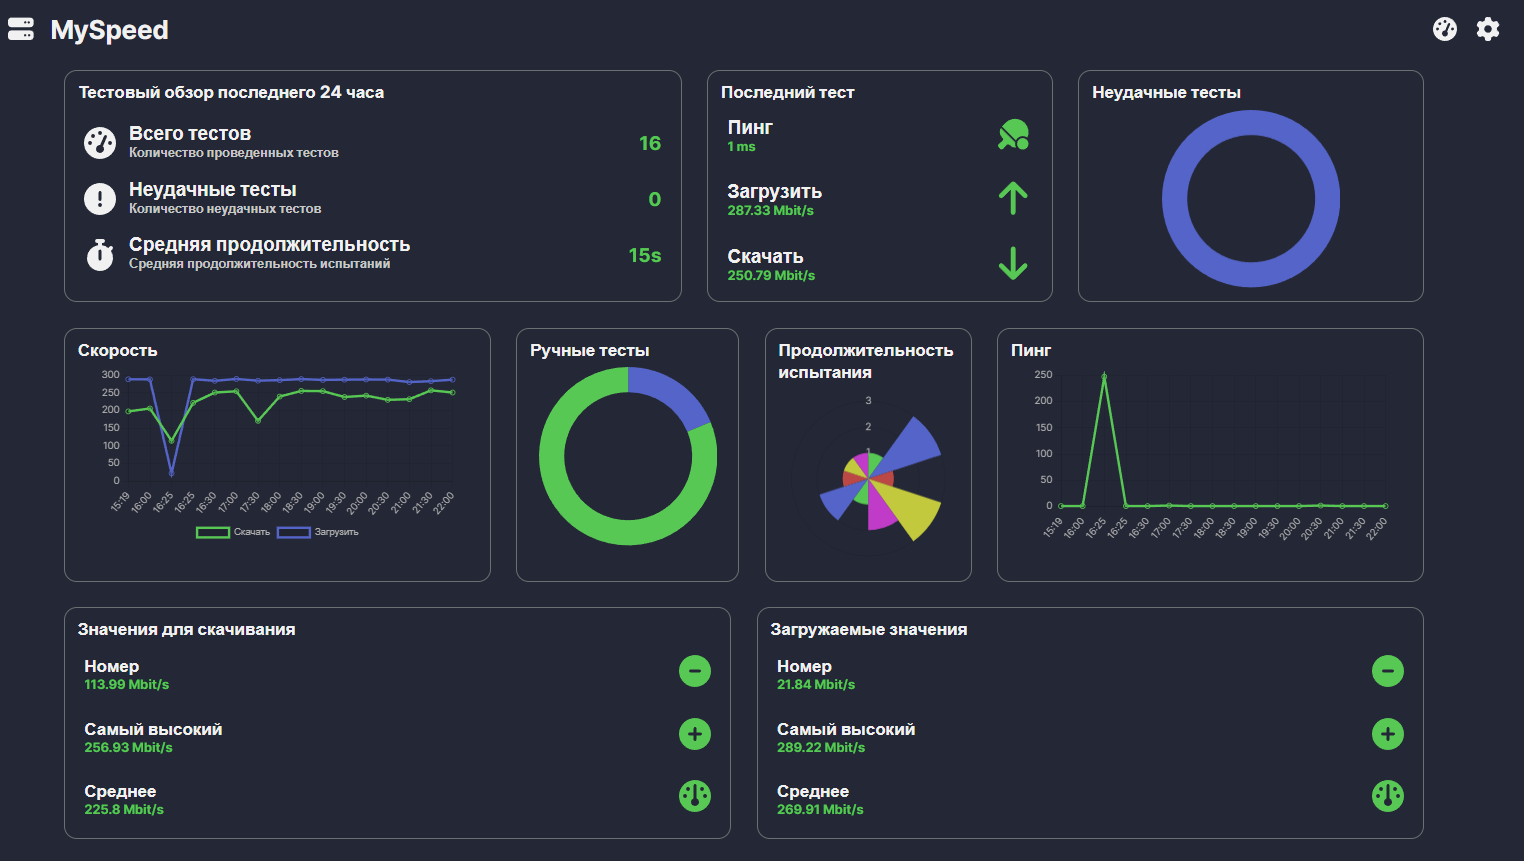 MySpeed
Тестовый обзор последнего 24 часа
Всего тестов
Количество проведенных тестов
16
Неудачные тесты
Количество неудачных тестов
0
Средняя продолжительность
Средняя продолжительность испытаний
15s
Последний тест
Пинг
1 ms
Загрузить
287.33 Mbit/s
Скачать
250.79 Mbit/s
Неудачные тесты
Скорость
300
250
200
150
100
50
0
15:19
16:00
16:25
16:25
16:30
17:00
17:30
18:00
18:30
19:00
19:30
20:00
20:30
21:00
21:30
22:00
Скачать
Загрузить
Ручные тесты
Продолжительность
испытания
3
2
Пинг
250
200
150
100
50
0
15:19
16:00
16:25
16:25
16:30
17:00
17:30
18:00
18:30
19:00
19:30
20:00
20:30
21:00
21:30
22:00
Значения для скачивания
Номер
113.99 Mbit/s
Самый высокий
256.93 Mbit/s
Среднее
225.8 Mbit/s
Загружаемые значения
Номер
21.84 Mbit/s
Самый высокий
289.22 Mbit/s
Среднее
269.91 Mbit/s